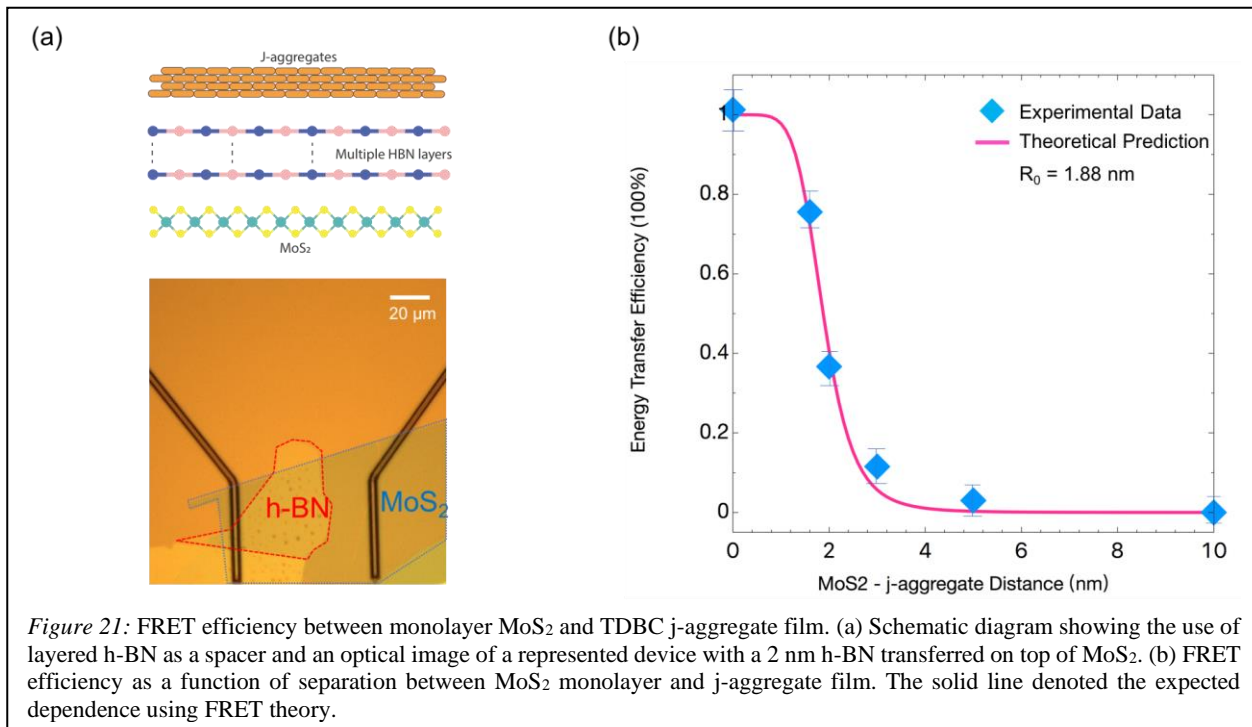 (a)
J-aggregates
Multiple HBN layers
MoS₂
20 µm
h-BN
MoS₂
(b)
Experimental Data
Theoretical Prediction
R₀ = 1.88 nm
Energy Transfer Efficiency (100%)
1
0.8
0.6
0.4
0.2
0
0 2 4 6 8 10
MoS2 - j-aggregate Distance (nm)
Figure 21: FRET efficiency between monolayer MoS₂ and TDBC j-aggregate film. (a) Schematic diagram showing the use of
layered h-BN as a spacer and an optical image of a represented device with a 2 nm h-BN transferred on top of MoS₂. (b) FRET
efficiency as a function of separation between MoS₂ monolayer and j-aggregate film. The solid line denoted the expected
dependence using FRET theory.